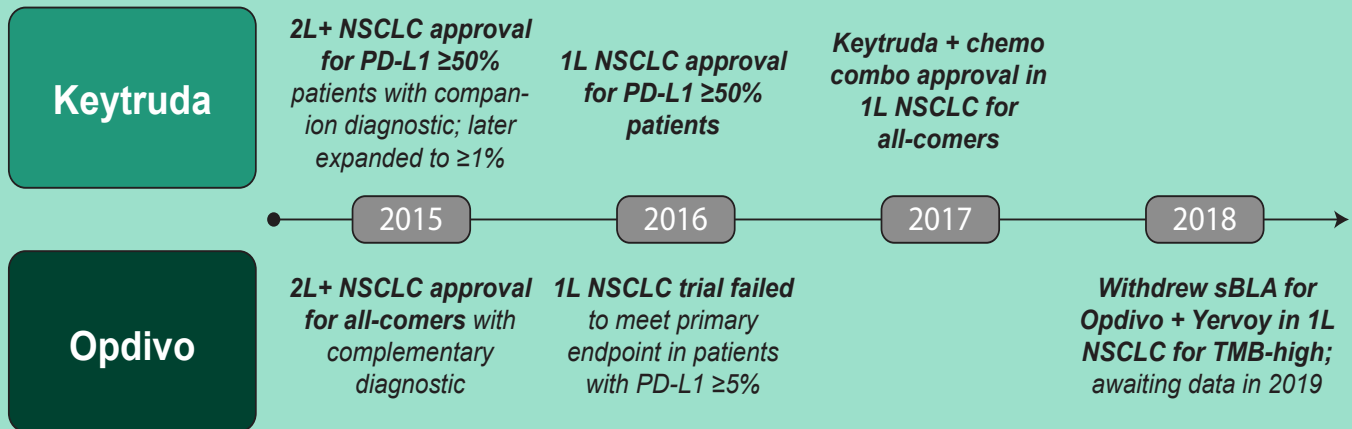 Keytruda
2L+ NSCLC approval
for PD-L1 ≥50%
patients with compan-
ion diagnostic; later
expanded to ≥1%
1L NSCLC approval
for PD-L1 ≥50%
patients
Keytruda + chemo
combo approval in
1L NSCLC for
all-comers
2015
2016
2017
2018
Opdivo
2L+ NSCLC approval
for all-comers with
complementary
diagnostic
1L NSCLC trial failed
to meet primary
endpoint in patients
with PD-L1 ≥5%
Withdrew sBLA for
Opdivo + Yervoy in 1L
NSCLC for TMB-high;
awaiting data in 2019